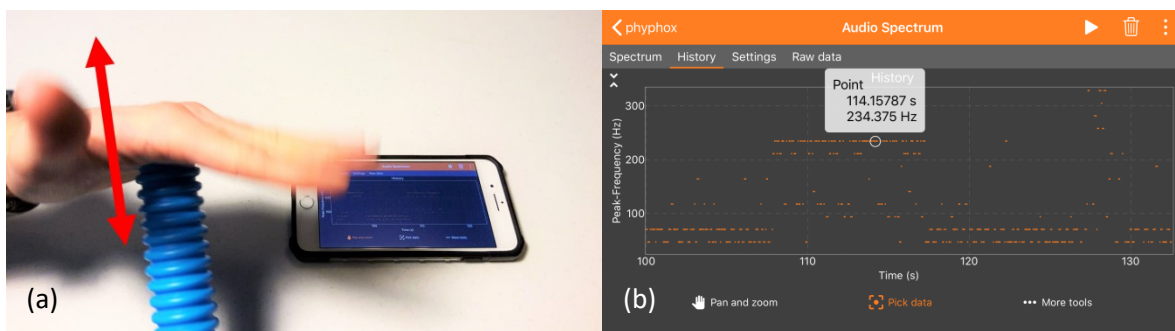 (a)
phyphox
Audio Spectrum
Spectrum History Settings Raw data
History
Point
114.15787 s
234.375 Hz
Peak-Frequency (Hz)
300
200
100
100 110 120 130
Time (s)
Pan and zoom Pick data More tools
(b)